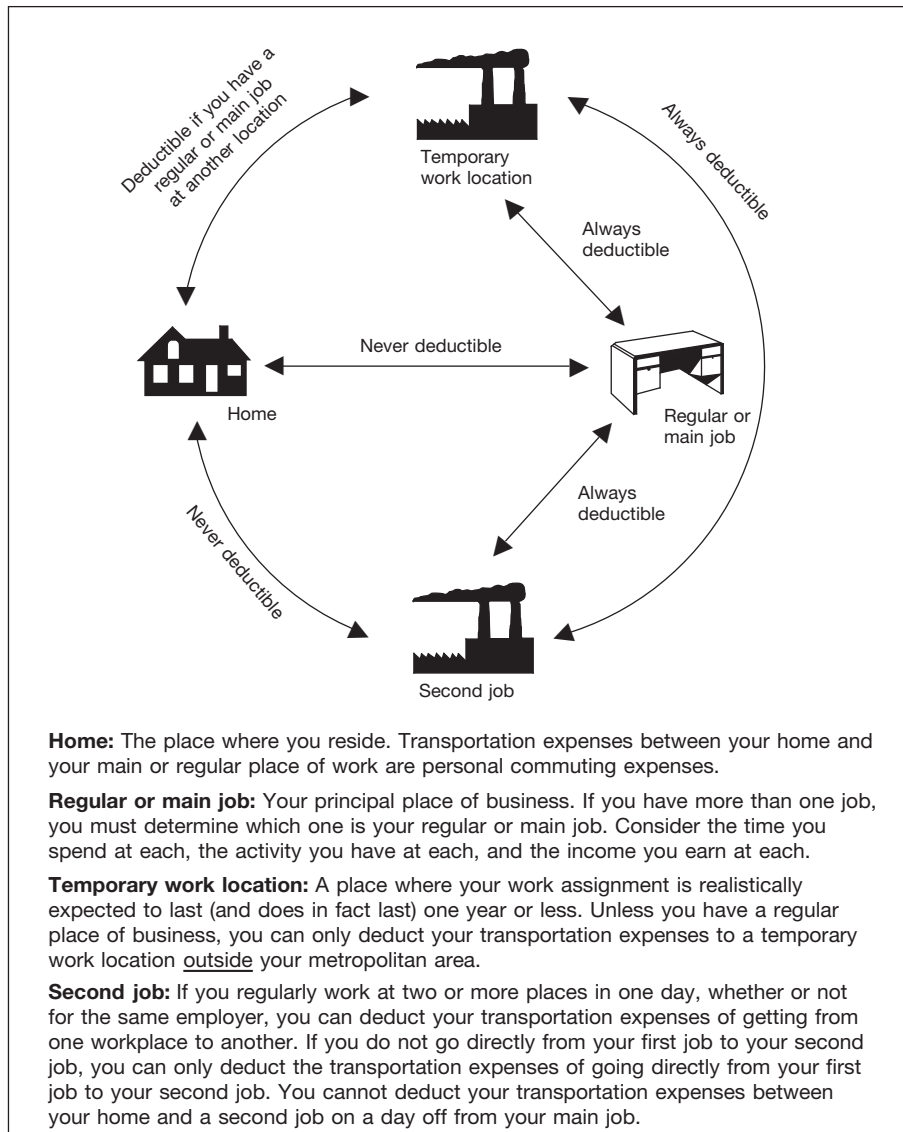 Deductible if you have a
regular or main job
at another location
Temporary
work location
Always deductible
Always
deductible
Never deductible
Home
Regular or
main job
Always
deductible
Never deductible
Second job
Home: The place where you reside. Transportation expenses between your home and
your main or regular place of work are personal commuting expenses.
Regular or main job: Your principal place of business. If you have more than one job,
you must determine which one is your regular or main job. Consider the time you
spend at each, the activity you have at each, and the income you earn at each.
Temporary work location: A place where your work assignment is realistically
expected to last (and does in fact last) one year or less. Unless you have a regular
place of business, you can only deduct your transportation expenses to a temporary
work location outside your metropolitan area.
Second job: If you regularly work at two or more places in one day, whether or not
for the same employer, you can deduct your transportation expenses of getting from
one workplace to another. If you do not go directly from your first job to your second
job, you can only deduct the transportation expenses of going directly from your first
job to your second job. You cannot deduct your transportation expenses between
your home and a second job on a day off from your main job.